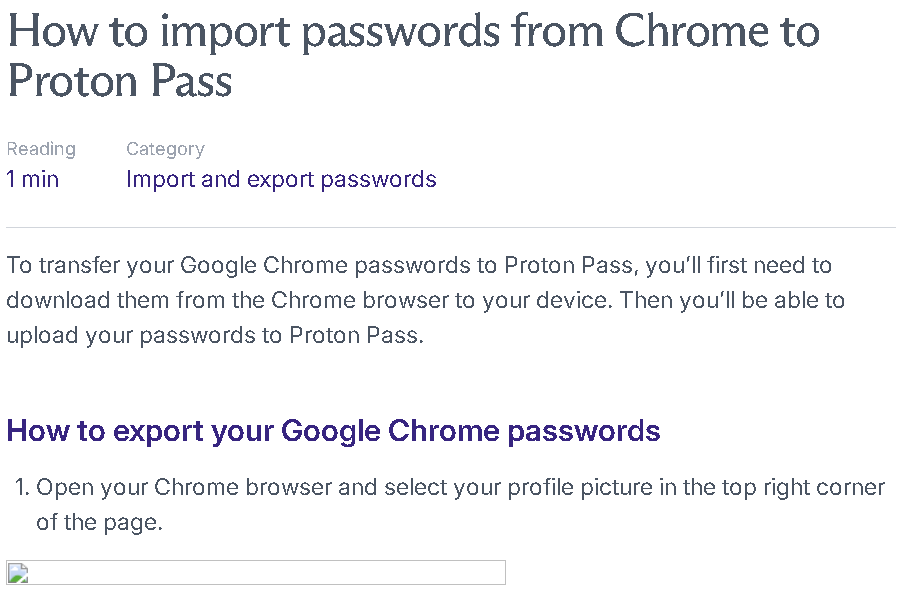 How to import passwords from Chrome to
Proton Pass
Reading
Category
1 min
Import and export passwords
To transfer your Google Chrome passwords to Proton Pass, you’ll first need to
download them from the Chrome browser to your device. Then you’ll be able to
upload your passwords to Proton Pass.
How to export your Google Chrome passwords
1. Open your Chrome browser and select your profile picture in the top right corner
of the page.